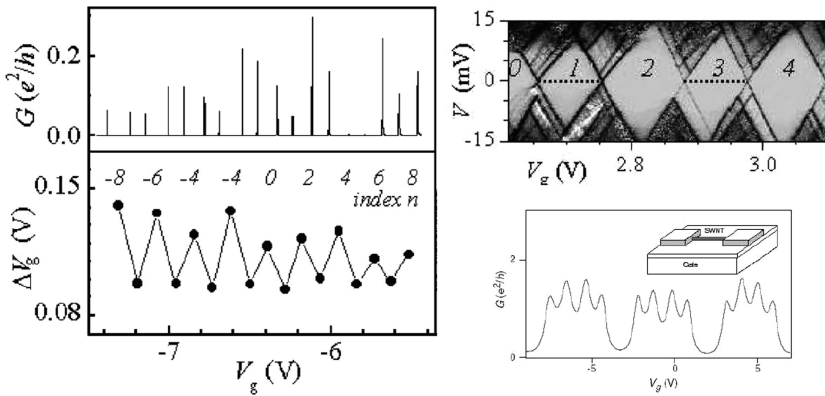 G (e²/h)
0.2
0.0
-8 -6 -4 -4 0 2 4 6 8
index n
ΔVg (V)
0.15
0.08
-7 -6
Vg (V)
V (mV)
15
0
-15
0 1 2 3 4
Vg (V) 2.8 3.0
SWNT
Gate
G (e²/h)
2
1
0
-5 0 5
Vg (V)